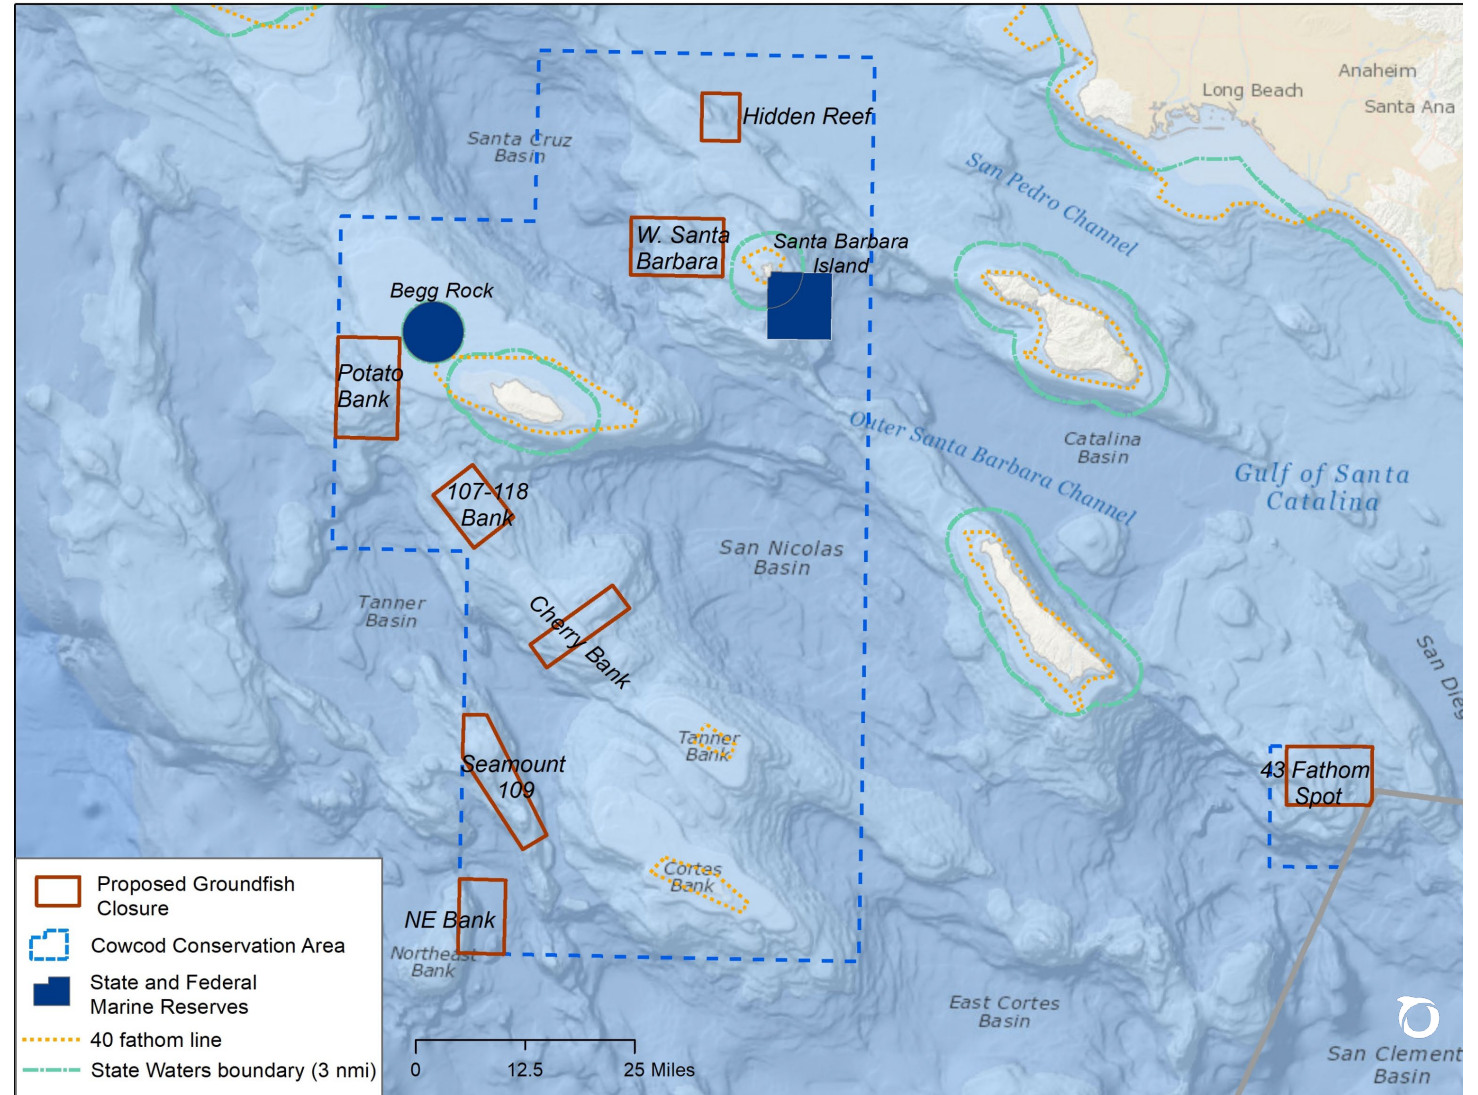 Anaheim
Long Beach
Santa Ana
Hidden Reef
Santa Cruz
Basin
San Pedro Channel
W. Santa
Barbara
Santa Barbara
Island
Begg Rock
Potato
Bank
Outer Santa Barbara Channel
Catalina
Basin
Gulf of Santa
Catalina
107-118
Bank
San Nicolas
Basin
Tanner
Basin
Cherry Bank
San Dieg
Tanner
Bank
Seamount
109
43 Fathom
Spot
Cortes
Bank
NE Bank
Northeast
Bank
East Cortes
Basin
San Clement
Basin
Proposed Groundfish
Closure
Cowcod Conservation Area
State and Federal
Marine Reserves
40 fathom line
State Waters boundary (3 nmi)
0 12.5 25 Miles